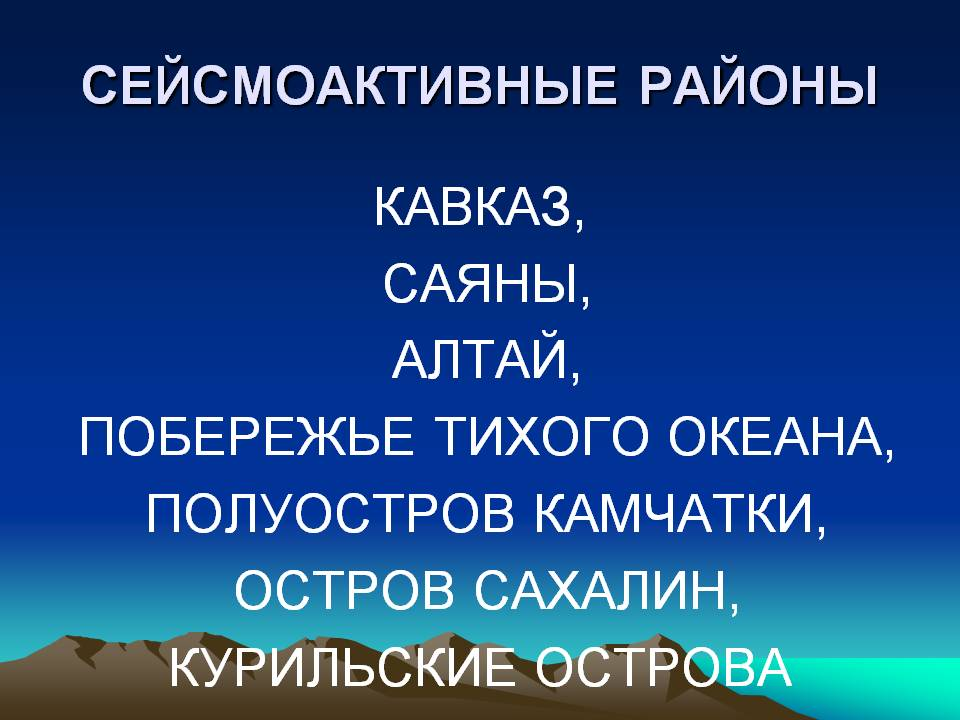 СЕЙСМОАКТИВНЫЕ РАЙОНЫ
КАВКАЗ,
САЯНЫ,
АЛТАЙ,
ПОБЕРЕЖЬЕ ТИХОГО ОКЕАНА,
ПОЛУОСТРОВ КАМЧАТКИ,
ОСТРОВ САХАЛИН,
КУРИЛЬСКИЕ ОСТРОВА